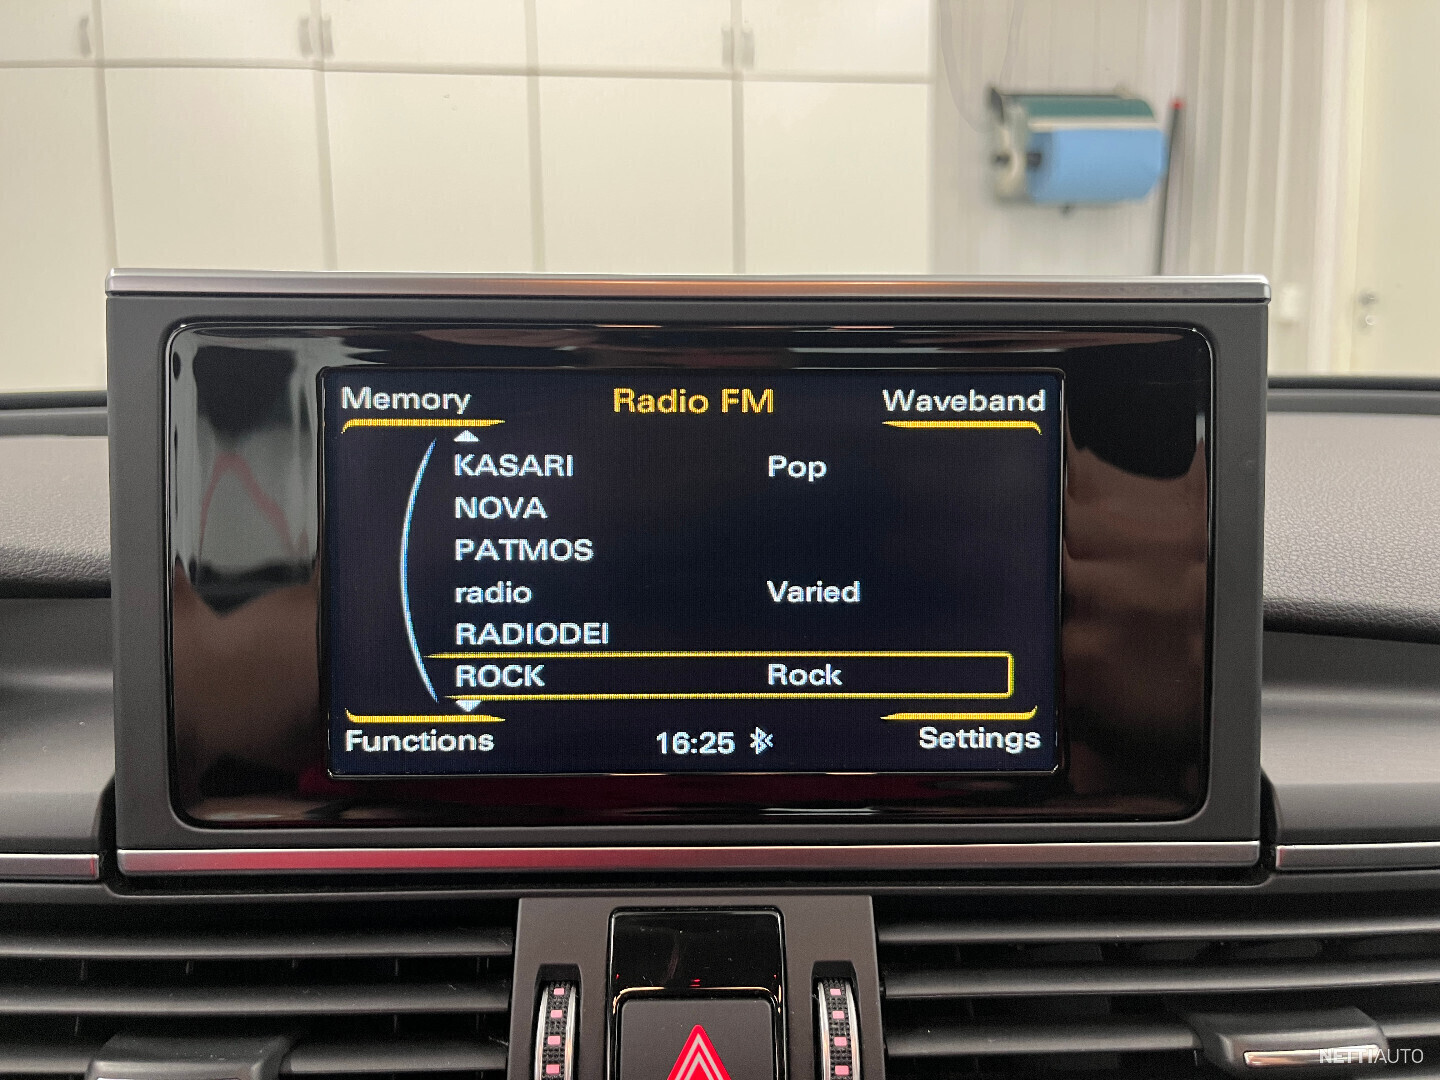 Memory Radio FM Waveband
KASARI Pop
NOVA
PATMOS
radio Varied
RADIODEI
ROCK Rock
Functions 16:25 Settings
NETTIAUTO